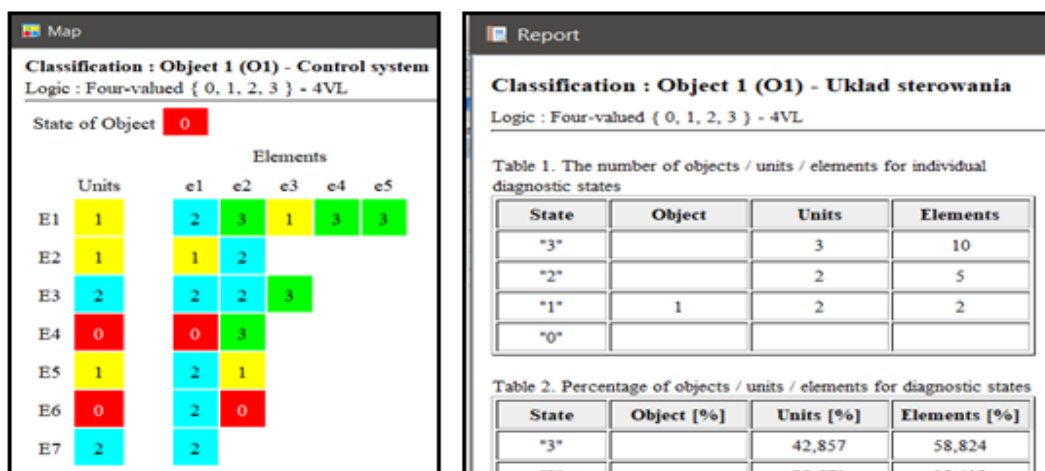 Map
Classification : Object 1 (O1) - Control system
Logic : Four-valued { 0, 1, 2, 3 } - 4VL
State of Object 0
Elements
Units e1 e2 e3 e4 e5
E1 1 2 3 1 3 3
E2 1 1 2
E3 2 2 2 3
E4 0 0 3
E5 1 2 1
E6 0 2 0
E7 2 2
Report
Classification : Object 1 (O1) - Układ sterowania
Logic : Four-valued { 0, 1, 2, 3 } - 4VL
Table 1. The number of objects / units / elements for individual
diagnostic states
State Object Units Elements
"3" 3 10
"2" 2 5
"1" 1 2 2
"0"
Table 2. Percentage of objects / units / elements for diagnostic states
State Object [%] Units [%] Elements [%]
"3" 42,857 58,824